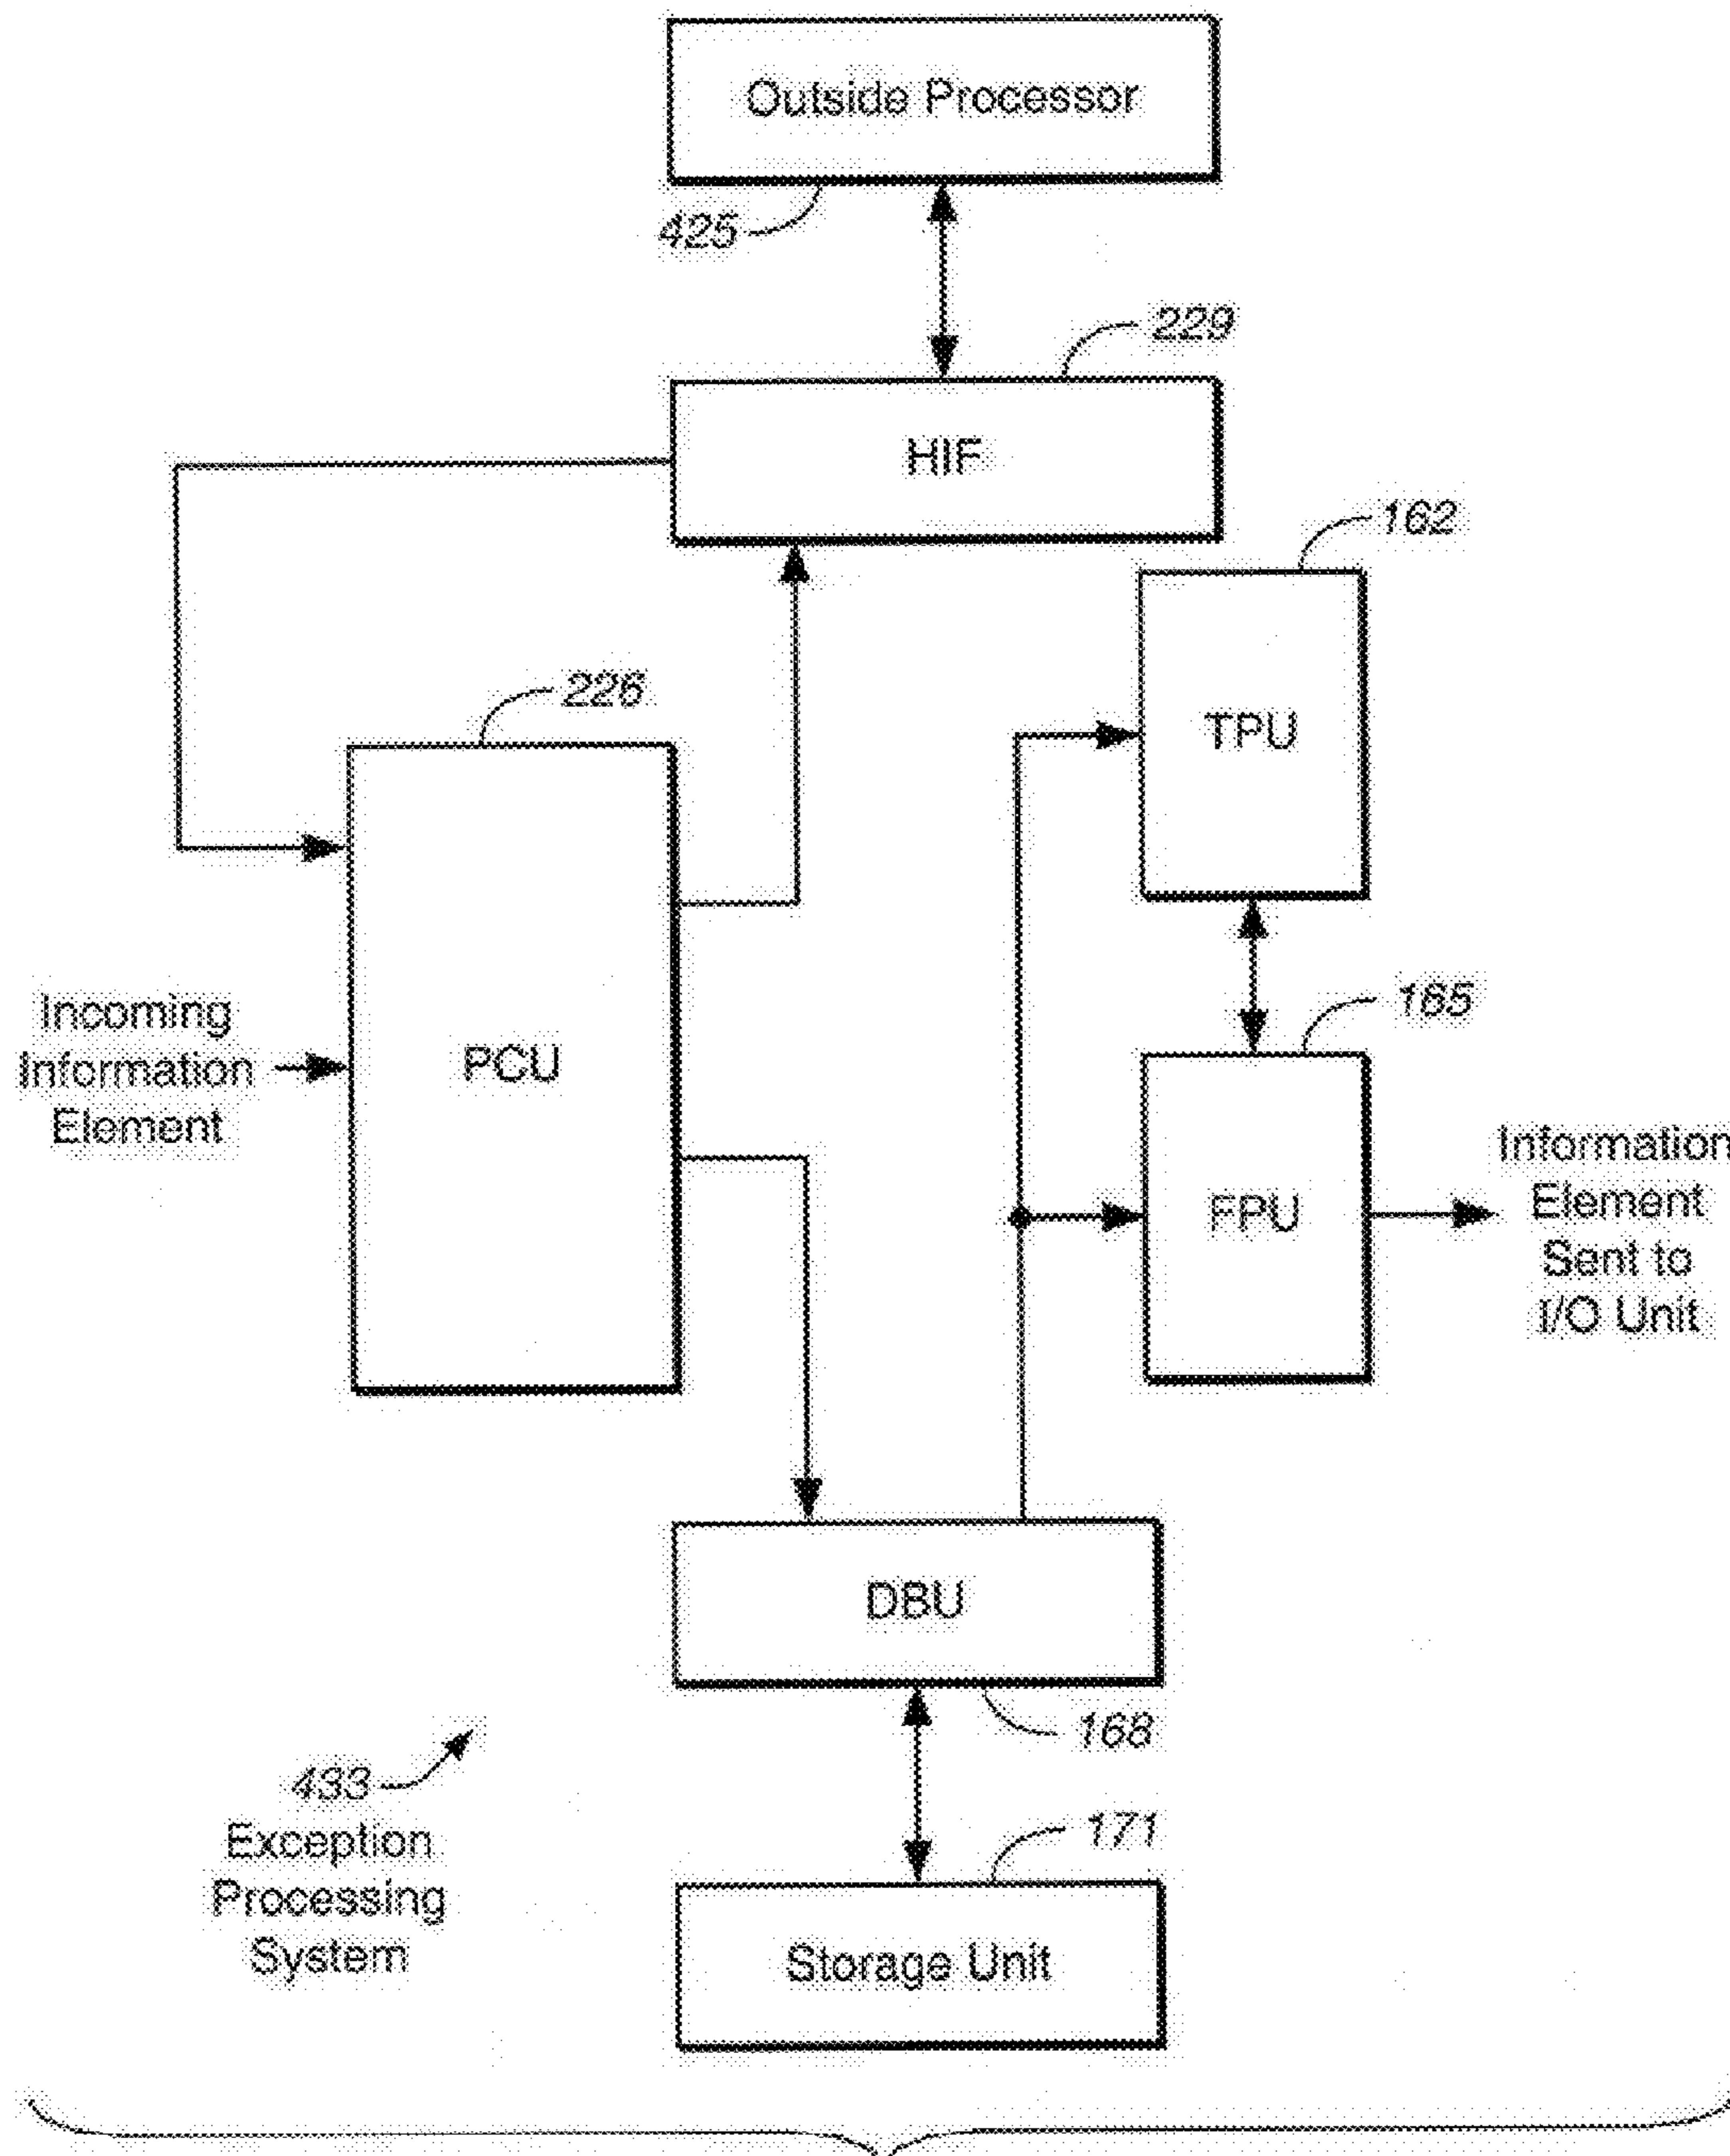 Outside Processor
425
229
HIF
162
TPU
226
Incoming
Information
Element
PCU
165
FPU
Information
Element
Sent to
I/O Unit
DBU
168
433
Exception
Processing
System
171
Storage Unit